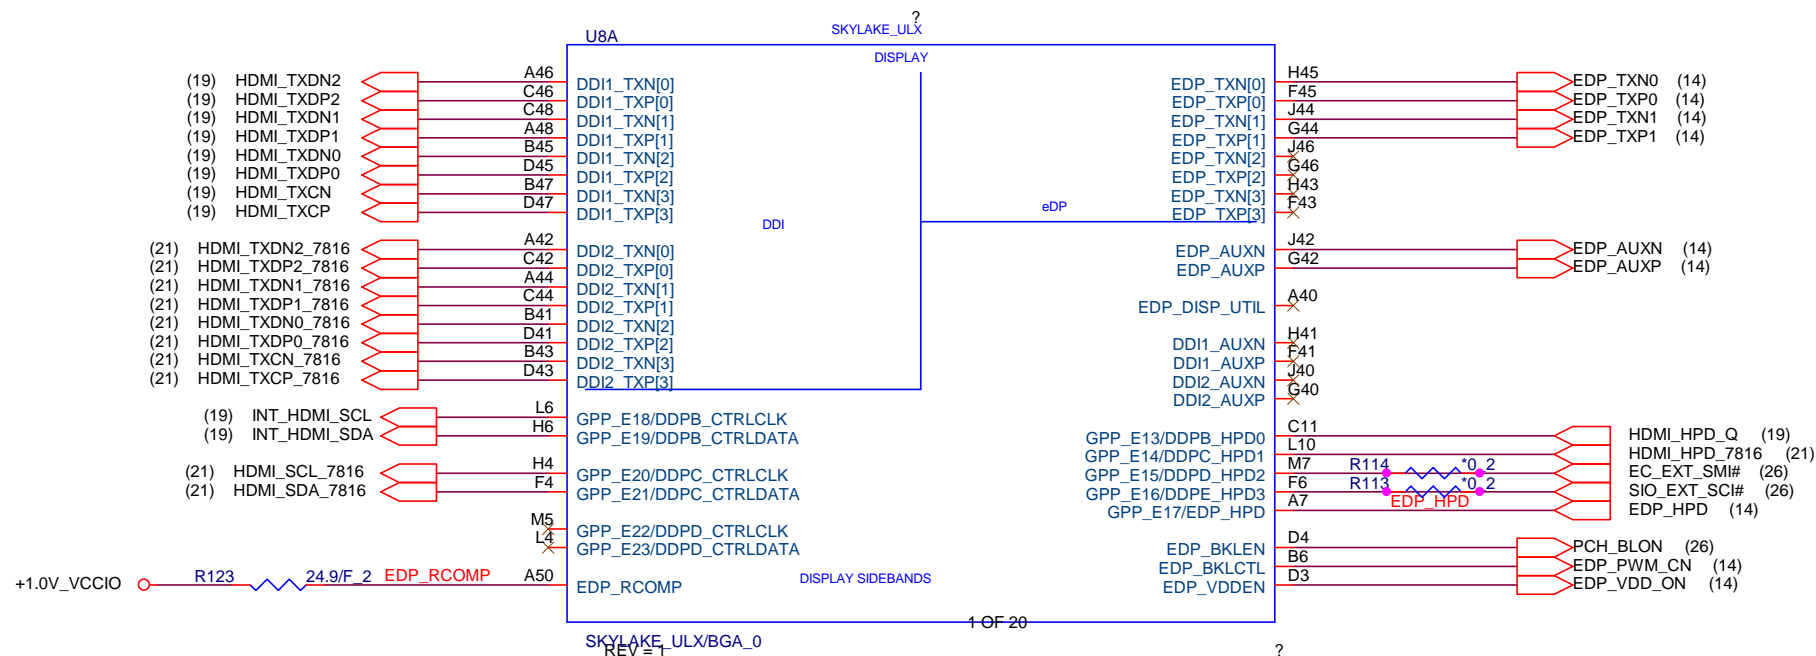 ?
SKYLAKE_ULX
U8A
DISPLAY
(19) HDMI_TXDN2 A46 DDI1_TXN[0] EDP_TXN[0] H45 EDP_TXN0 (14)
(19) HDMI_TXDP2 C46 DDI1_TXP[0] EDP_TXP[0] F45 EDP_TXP0 (14)
(19) HDMI_TXDN1 C48 DDI1_TXN[1] EDP_TXN[1] J44 EDP_TXN1 (14)
(19) HDMI_TXDP1 A48 DDI1_TXP[1] EDP_TXP[1] G44 EDP_TXP1 (14)
(19) HDMI_TXDN0 B45 DDI1_TXN[2] EDP_TXN[2] J46
(19) HDMI_TXDP0 D45 DDI1_TXP[2] EDP_TXP[2] G46
(19) HDMI_TXCN B47 DDI1_TXN[3] EDP_TXN[3] H43
(19) HDMI_TXCP D47 DDI1_TXP[3] EDP_TXP[3] F43
DDI eDP
(21) HDMI_TXDN2_7816 A42 DDI2_TXN[0] EDP_AUXN J42 EDP_AUXN (14)
(21) HDMI_TXDP2_7816 C42 DDI2_TXP[0] EDP_AUXP G42 EDP_AUXP (14)
(21) HDMI_TXDN1_7816 A44 DDI2_TXN[1]
(21) HDMI_TXDP1_7816 C44 DDI2_TXP[1] EDP_DISP_UTIL A40
(21) HDMI_TXDN0_7816 B41 DDI2_TXN[2]
(21) HDMI_TXDP0_7816 D41 DDI2_TXP[2] DDI1_AUXN H41
(21) HDMI_TXCN_7816 B43 DDI2_TXN[3] DDI1_AUXP F41
(21) HDMI_TXCP_7816 D43 DDI2_TXP[3] DDI2_AUXN J40
DDI2_AUXP G40
(19) INT_HDMI_SCL L6 GPP_E18/DDPB_CTRLCLK
(19) INT_HDMI_SDA H6 GPP_E19/DDPB_CTRLDATA GPP_E13/DDPB_HPD0 C11 HDMI_HPD_Q (19)
GPP_E14/DDPC_HPD1 L10 HDMI_HPD_7816 (21)
(21) HDMI_SCL_7816 H4 GPP_E20/DDPC_CTRLCLK GPP_E15/DDPD_HPD2 M7 R114 *0_2 EC_EXT_SMI# (26)
(21) HDMI_SDA_7816 F4 GPP_E21/DDPC_CTRLDATA GPP_E16/DDPE_HPD3 F6 R113 *0_2 SIO_EXT_SCI# (26)
GPP_E17/EDP_HPD A7 EDP_HPD EDP_HPD (14)
M5 GPP_E22/DDPD_CTRLCLK
L4 GPP_E23/DDPD_CTRLDATA EDP_BKLEN D4 PCH_BLON (26)
EDP_BKLCTL B6 EDP_PWM_CN (14)
+1.0V_VCCIO R123 24.9/F_2 EDP_RCOMP A50 EDP_RCOMP DISPLAY SIDEBANDS EDP_VDDEN D3 EDP_VDD_ON (14)
1 OF 20
SKYLAKE_ULX/BGA_0
REV = 1
?